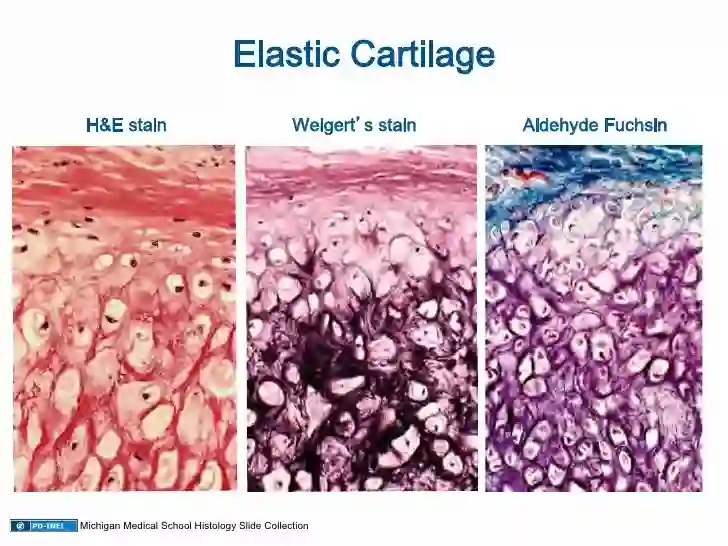 Elastic Cartilage
H&E stain
Weigert's stain
Aldehyde Fuchsin
PD-INEL Michigan Medical School Histology Slide Collection